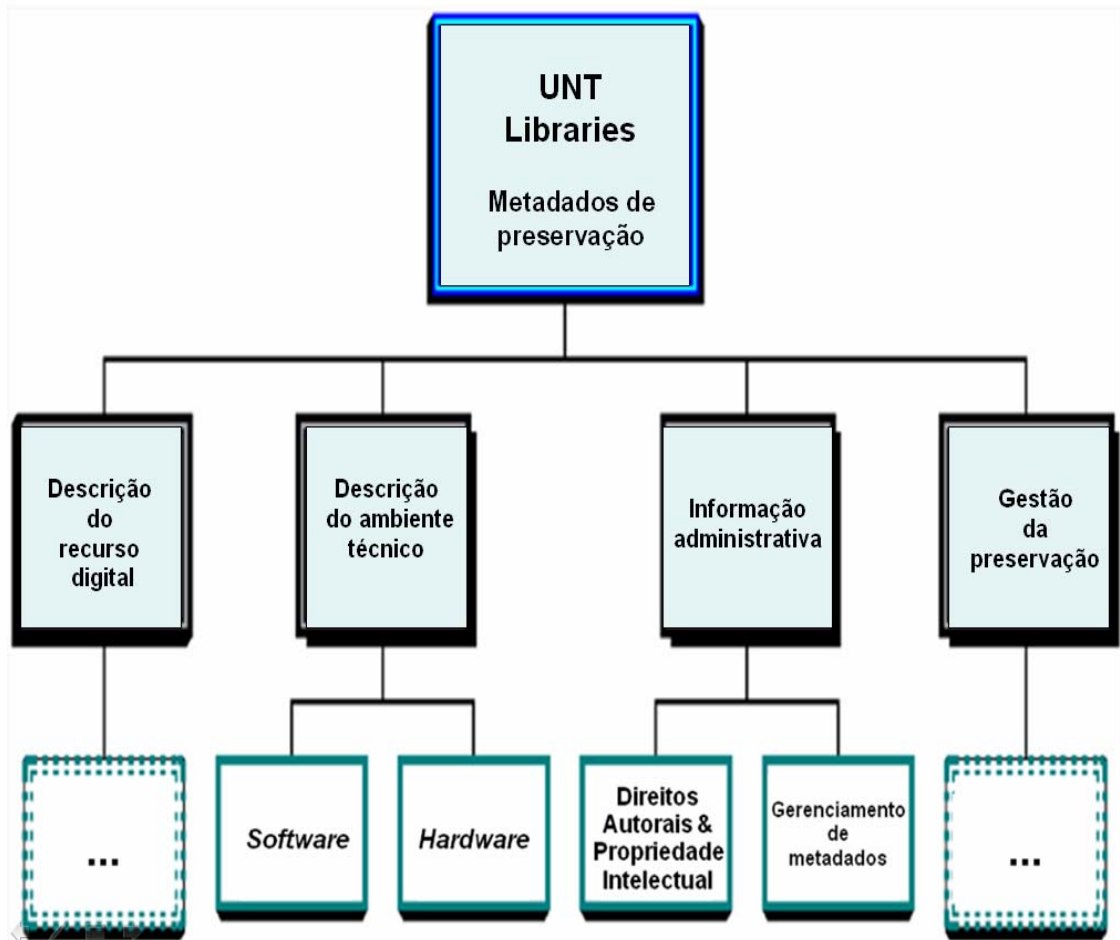 UNT
Libraries
Metadados de
preservação
Descrição
do
recurso
digital
Descrição
do ambiente
técnico
Informação
administrativa
Gestão
da
preservação
...
Software
Hardware
Direitos
Autorais &
Propriedade
Intelectual
Gerenciamento
de
metadados
...